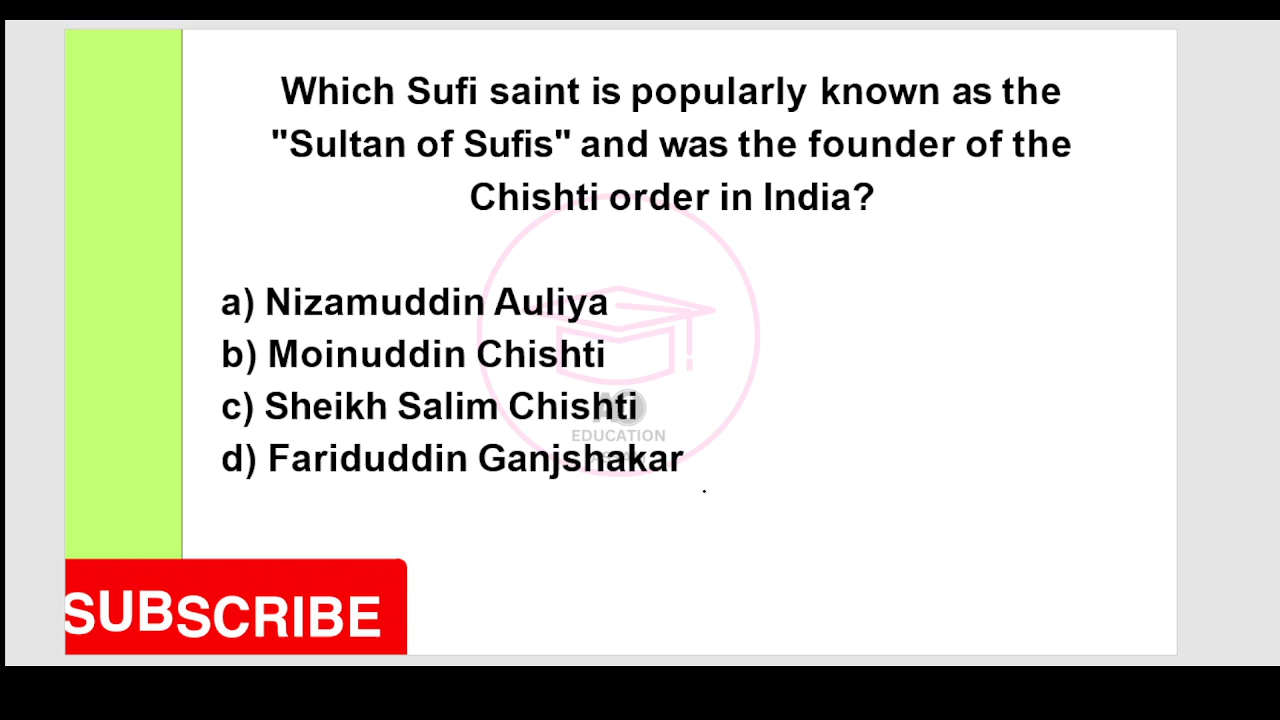 Which Sufi saint is popularly known as the
"Sultan of Sufis" and was the founder of the
Chishti order in India?
a) Nizamuddin Auliya
b) Moinuddin Chishti
c) Sheikh Salim Chishti
d) Fariduddin Ganjshakar
EDUCATION
SUBSCRIBE